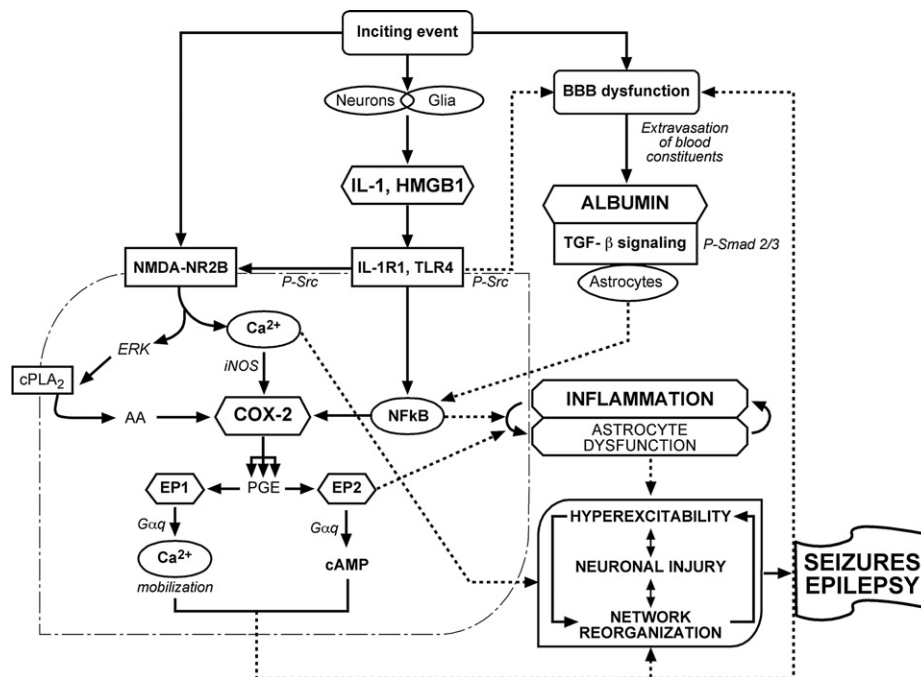 Inciting event
Neurons
Glia
BBB dysfunction
Extravasation
of blood
constituents
IL-1, HMGB1
ALBUMIN
TGF- β signaling
P-Smad 2/3
NMDA-NR2B
P-Src
IL-1R1, TLR4
P-Src
Astrocytes
Ca2+
ERK
iNOS
cPLA2
AA
COX-2
NFkB
INFLAMMATION
ASTROCYTE
DYSFUNCTION
EP1
PGE
EP2
Gαq
Gαq
Ca2+
mobilization
cAMP
HYPEREXCITABILITY
NEURONAL INJURY
NETWORK
REORGANIZATION
SEIZURES
EPILEPSY